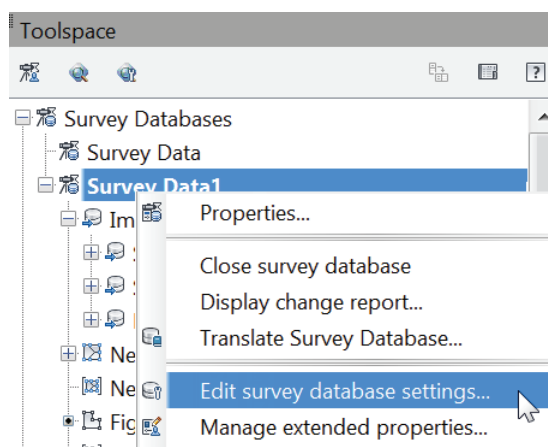 Toolspace
Survey Databases
Survey Data
Survey Data1
Properties...
Close survey database
Display change report...
Translate Survey Database...
Edit survey database settings...
Manage extended properties...